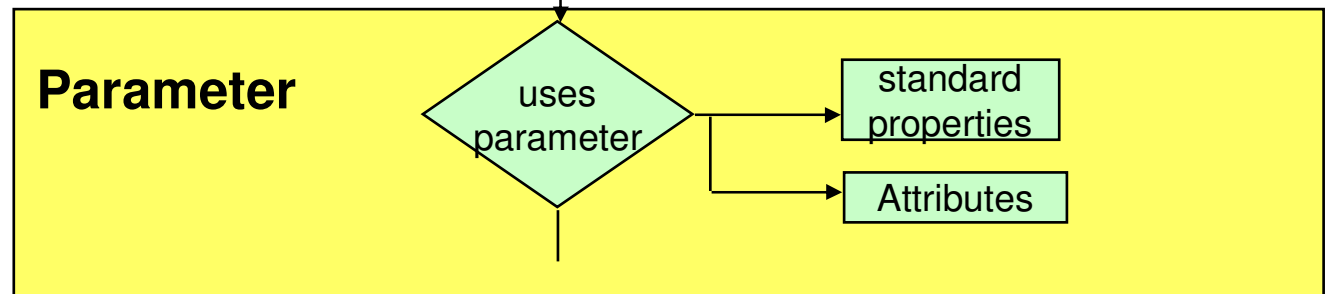 Parameter
uses
parameter
standard
properties
Attributes